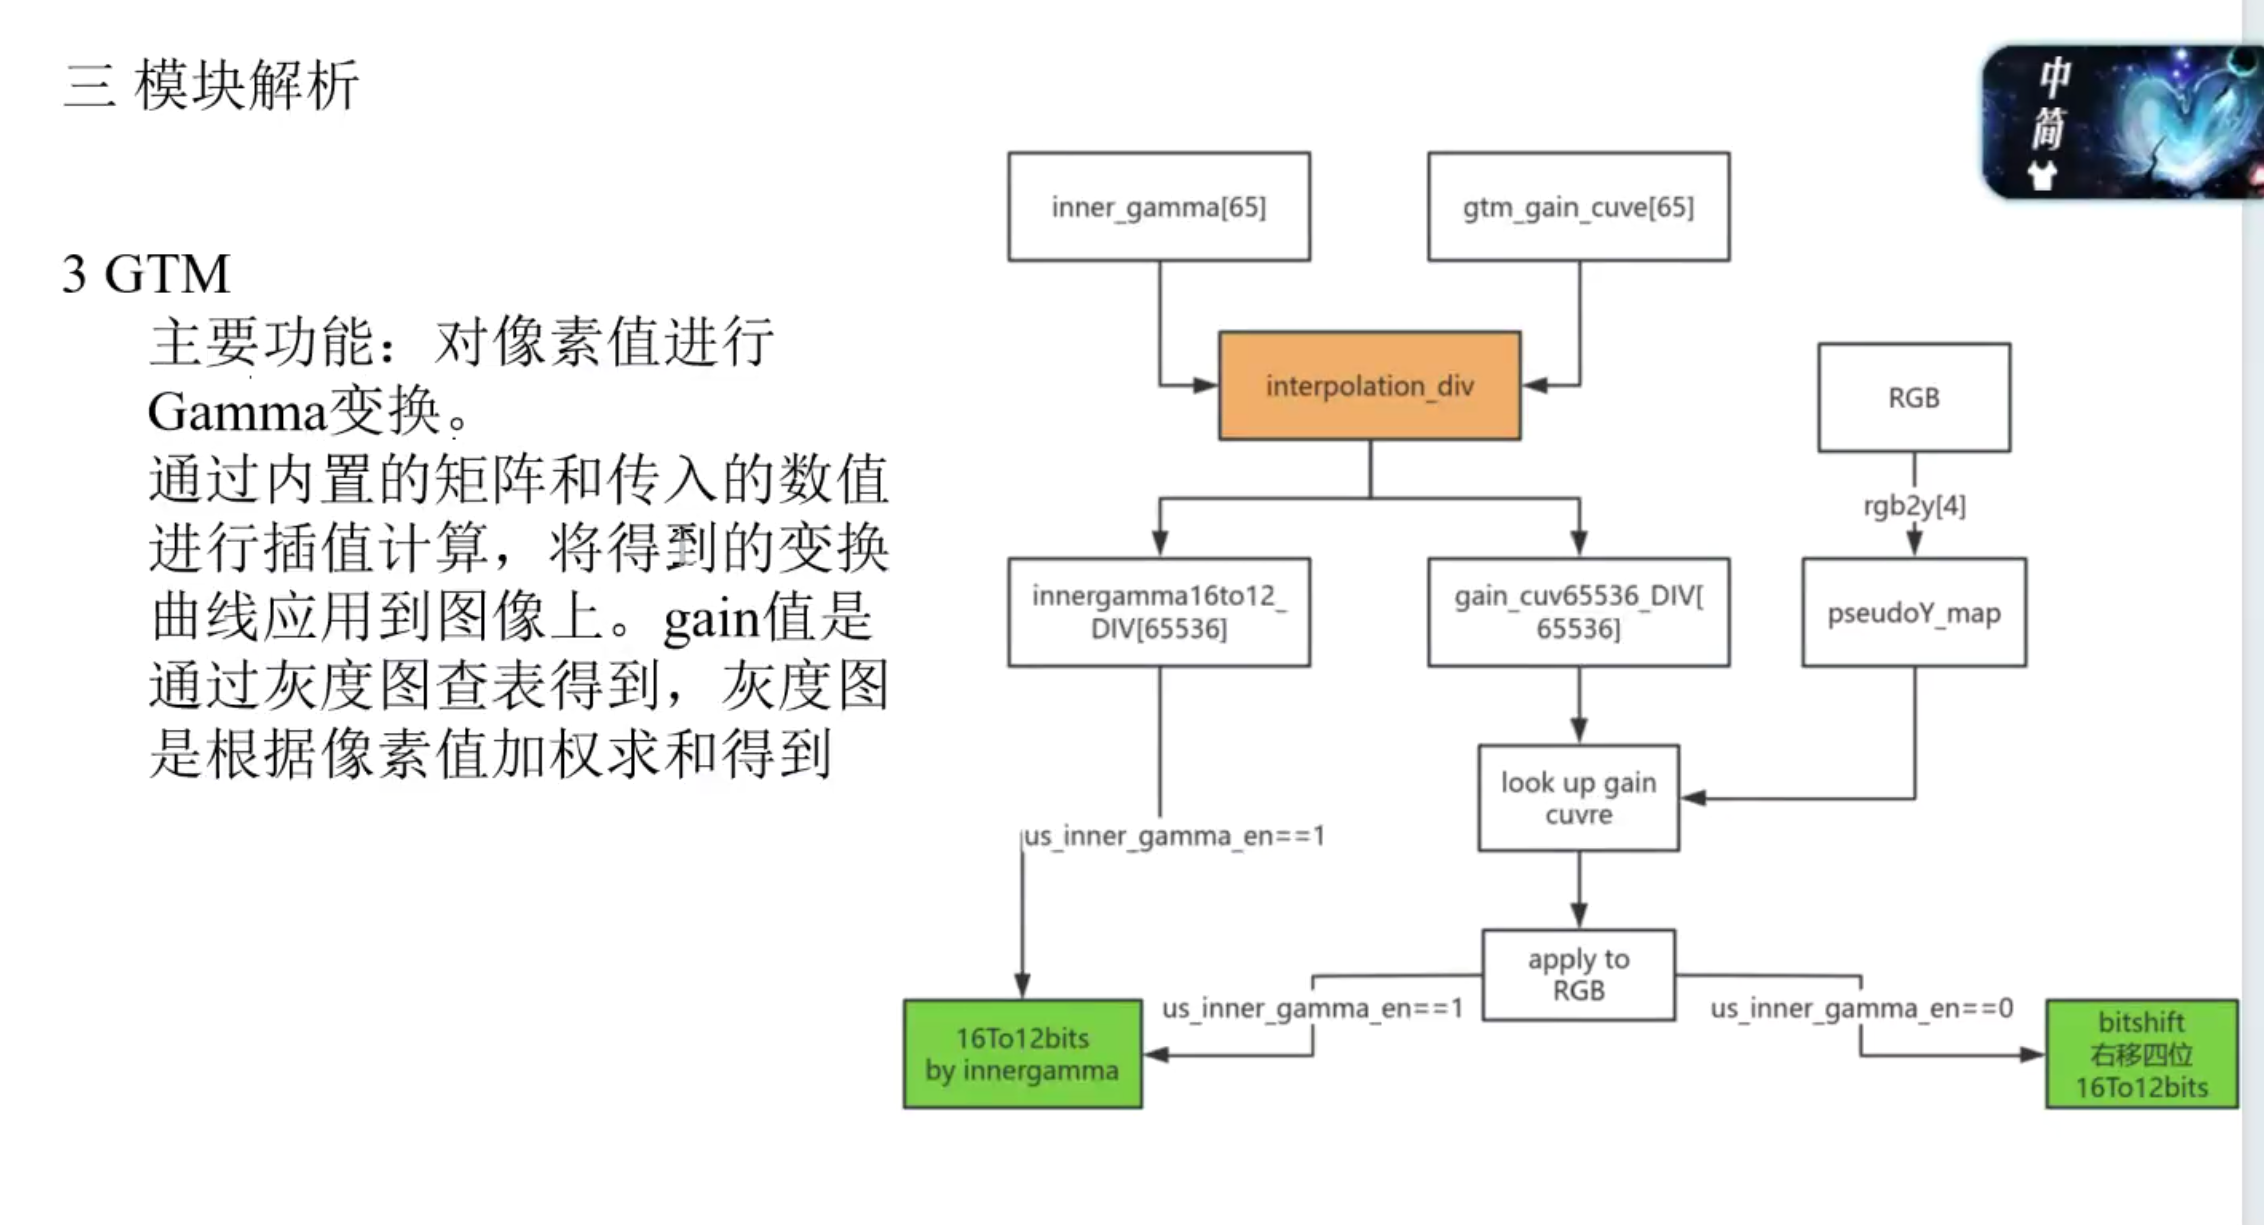 三 模块解析
3 GTM
主要功能：对像素值进行
Gamma变换。
通过内置的矩阵和传入的数值
进行插值计算，将得到的变换
曲线应用到图像上。gain值是
通过灰度图查表得到，灰度图
是根据像素值加权求和得到
中
简
inner_gamma[65]
gtm_gain_cuve[65]
interpolation_div
RGB
rgb2y[4]
innergamma16to12_
DIV[65536]
gain_cuv65536_DIV[
65536]
pseudoY_map
look up gain
cuvre
us_inner_gamma_en==1
apply to
RGB
us_inner_gamma_en==1
us_inner_gamma_en==0
16To12bits
by innergamma
bitshift
右移四位
16To12bits